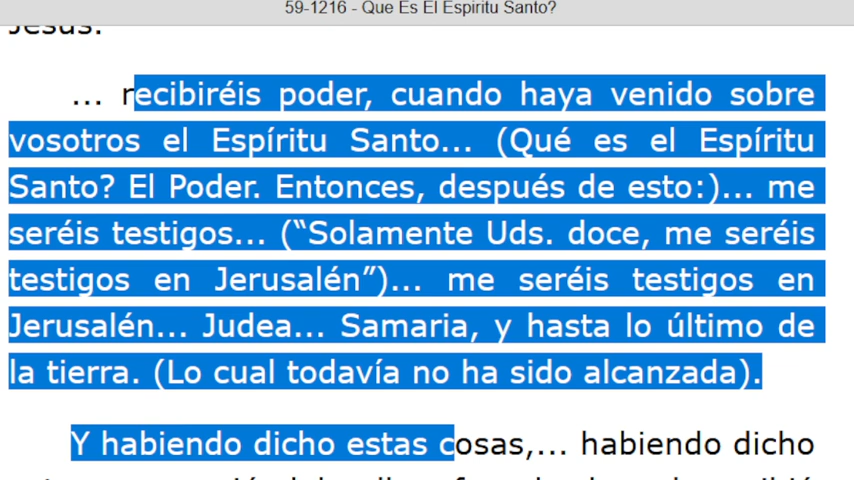 59-1216 - Que Es El Espiritu Santo?
Jesús.
... recibiréis poder, cuando haya venido sobre
vosotros el Espíritu Santo... (Qué es el Espíritu
Santo? El Poder. Entonces, después de esto:)... me
seréis testigos... (“Solamente Uds. doce, me seréis
testigos en Jerusalén”)... me seréis testigos en
Jerusalén... Judea... Samaria, y hasta lo último de
la tierra. (Lo cual todavía no ha sido alcanzada).
Y habiendo dicho estas cosas,... habiendo dicho